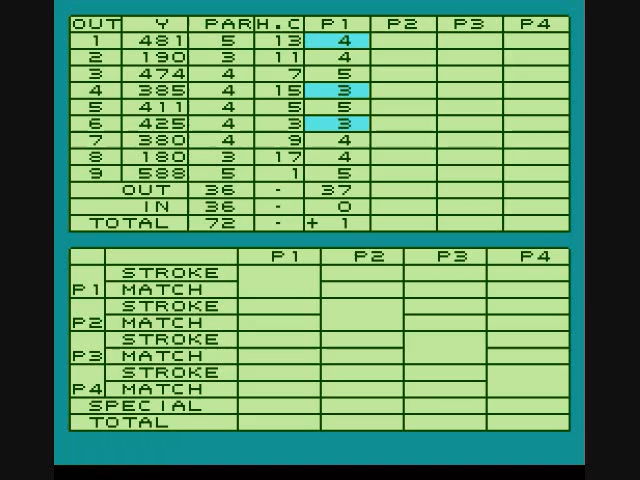 OUT Y PAR H.C P1 P2 P3 P4
1 481 5 13 4
2 190 3 11 4
3 474 4 7 5
4 385 4 15 3
5 411 4 5 5
6 425 4 3 3
7 380 4 9 4
8 180 3 17 4
9 588 5 1 5
OUT 36 - 37
IN 36 - 0
TOTAL 72 - + 1
P1 P2 P3 P4
STROKE
P1 MATCH
STROKE
P2 MATCH
STROKE
P3 MATCH
STROKE
P4 MATCH
SPECIAL
TOTAL